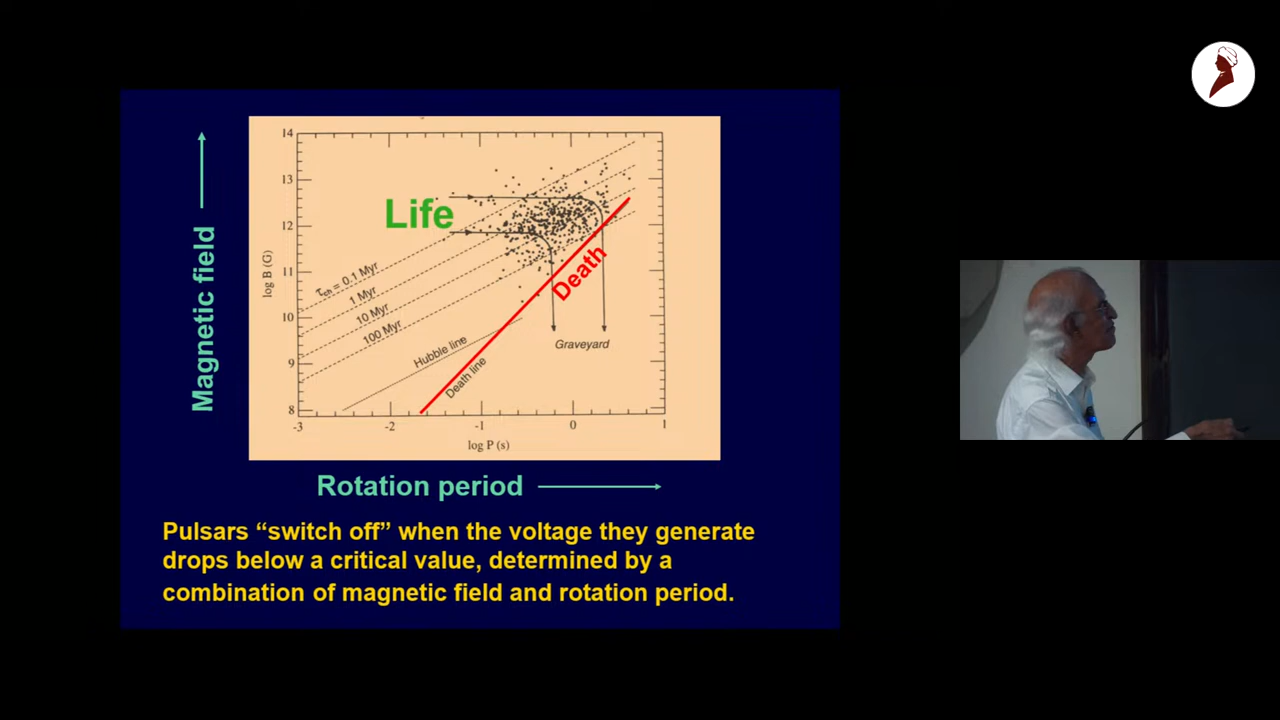 Magnetic field
log B (G)
14
13
12
11
10
9
8
Life
Death
τch = 0.1 Myr
1 Myr
10 Myr
100 Myr
Hubble line
Death line
Graveyard
-3 -2 -1 0 1
log P (s)
Rotation period
Pulsars “switch off” when the voltage they generate
drops below a critical value, determined by a
combination of magnetic field and rotation period.